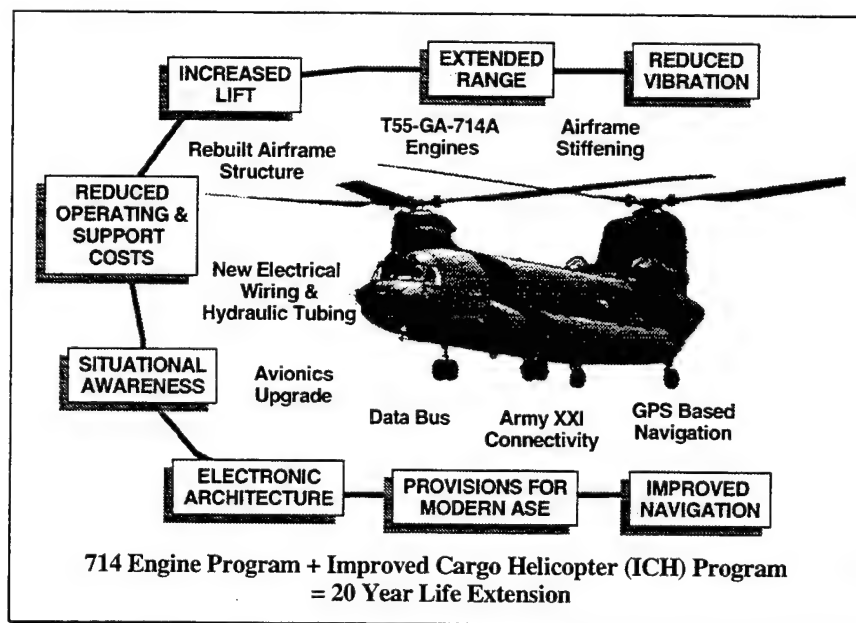 INCREASED
LIFT
EXTENDED
RANGE
REDUCED
VIBRATION
T55-GA-714A
Engines
Airframe
Stiffening
Rebuilt Airframe
Structure
REDUCED
OPERATING &
SUPPORT
COSTS
New Electrical
Wiring &
Hydraulic Tubing
SITUATIONAL
AWARENESS
Avionics
Upgrade
Data Bus
Army XXI
Connectivity
GPS Based
Navigation
ELECTRONIC
ARCHITECTURE
PROVISIONS FOR
MODERN ASE
IMPROVED
NAVIGATION
714 Engine Program + Improved Cargo Helicopter (ICH) Program
= 20 Year Life Extension